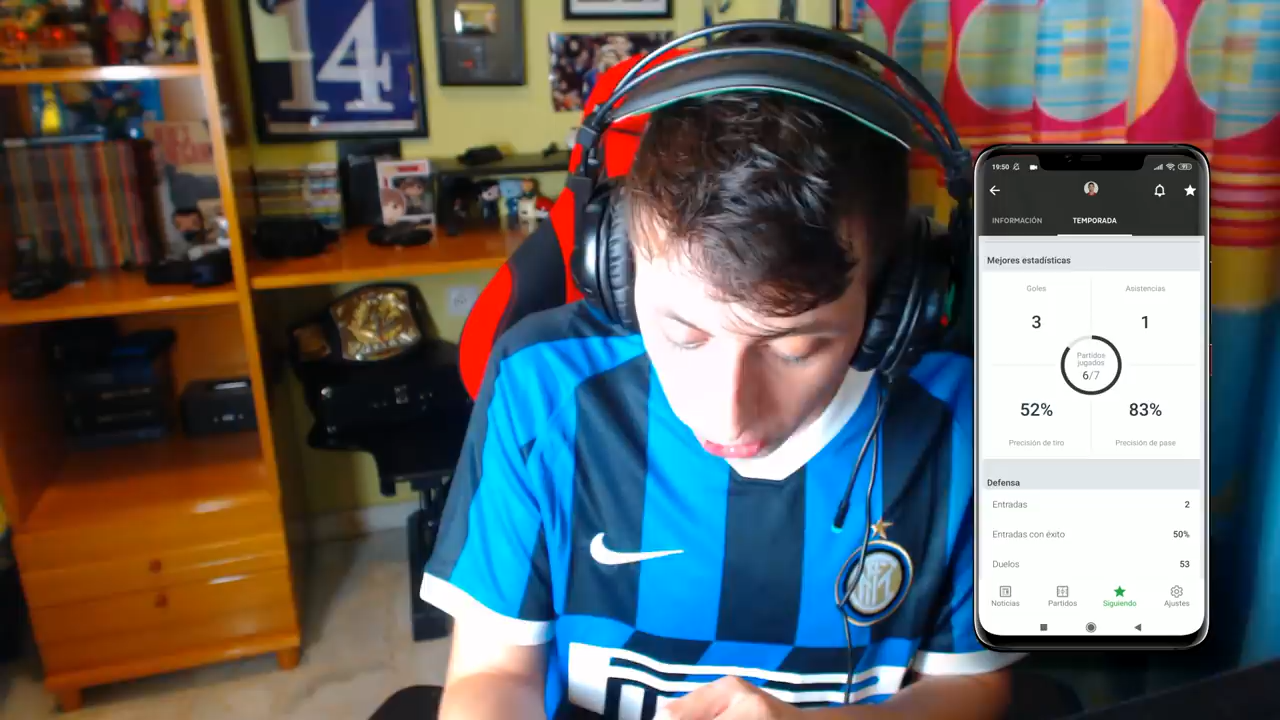 14
19:50
INFORMACIÓN
TEMPORADA
Mejores estadísticas
Goles
Asistencias
3
1
Partidos
jugados
6/7
52%
83%
Precisión de tiro
Precisión de pase
Defensa
Entradas
2
Entradas con éxito
50%
Duelos
53
Noticias
Partidos
Siguiendo
Ajustes